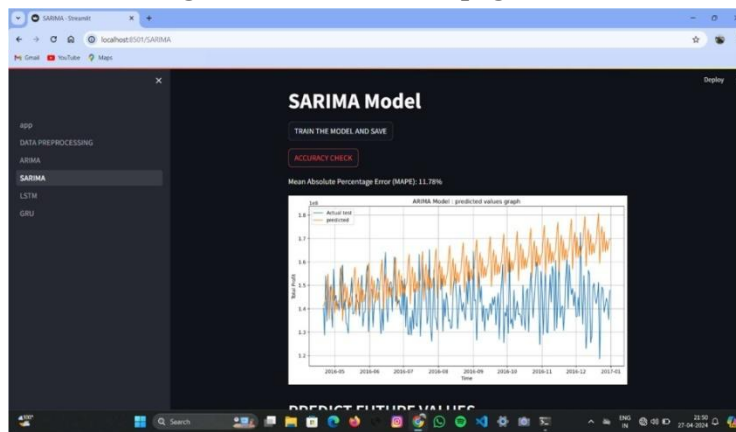 SARIMA · Streamlit
localhost:8501/SARIMA
Gmail YouTube Maps
Deploy
app
DATA PREPROCESSING
ARIMA
SARIMA
LSTM
GRU
SARIMA Model
TRAIN THE MODEL AND SAVE
ACCURACY CHECK
Mean Absolute Percentage Error (MAPE): 11.78%
1e6
ARIMA Model : predicted values graph
Actual test
predicted
Total Profit
1.8
1.7
1.6
1.5
1.4
1.3
1.2
2016-05 2016-06 2016-07 2016-08 2016-09 2016-10 2016-11 2016-12 2017-01
Time
PREDICT FUTURE VALUES
Search
ENG
IN
21:50
27-04-2024